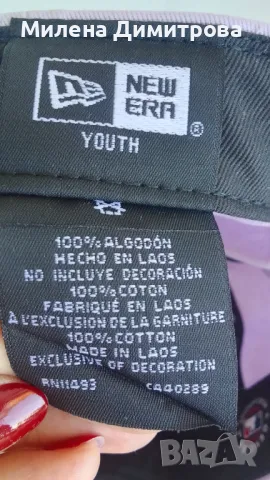 Милена Димитрова
NEW
ERA
®
YOUTH
100% ALGODÓN
HECHO EN LAOS
NO INCLUYE DECORACIÓN
100% COTON
FABRIQUÉ EN LAOS
À L'EXCLUSION DE LA GARNITURE
100% COTTON
MADE IN LAOS
EXCLUSIVE OF DECORATION
RN11493 CA40289
BAZAR